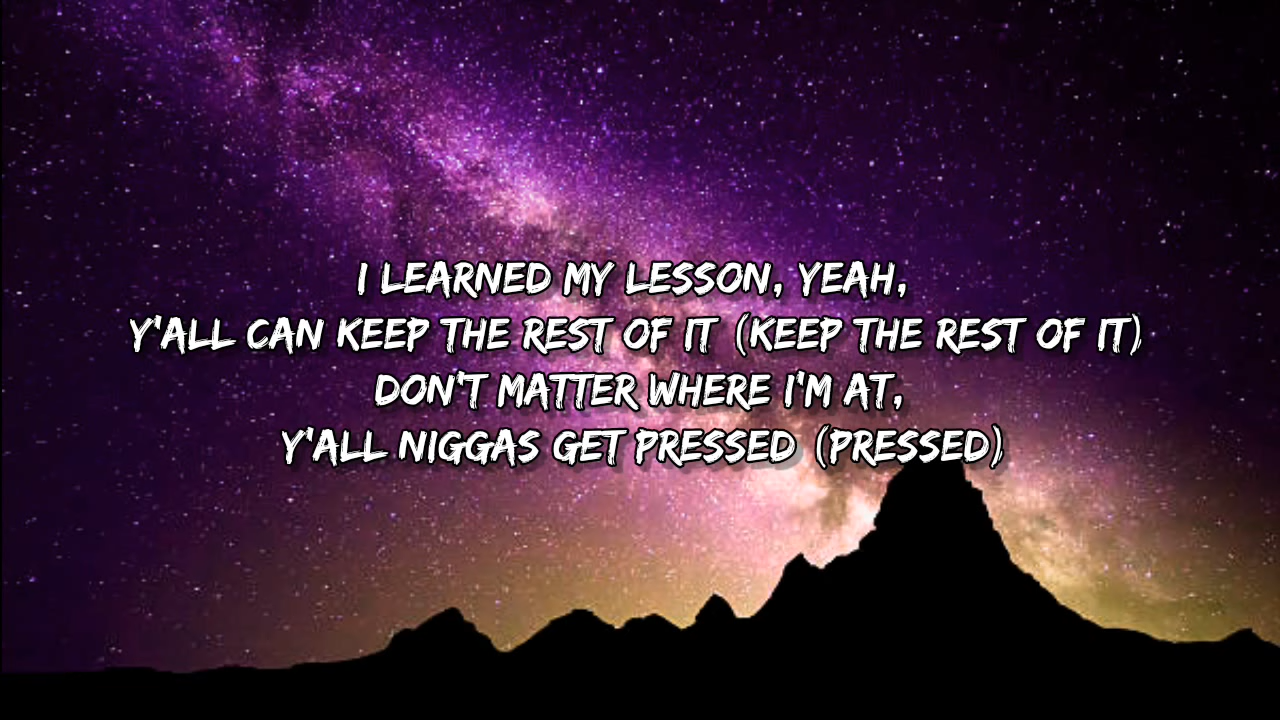 I LEARNED MY LESSON, YEAH,
Y'ALL CAN KEEP THE REST OF IT (KEEP THE REST OF IT)
DON'T MATTER WHERE I'M AT,
Y'ALL NIGGAS GET PRESSED (PRESSED)